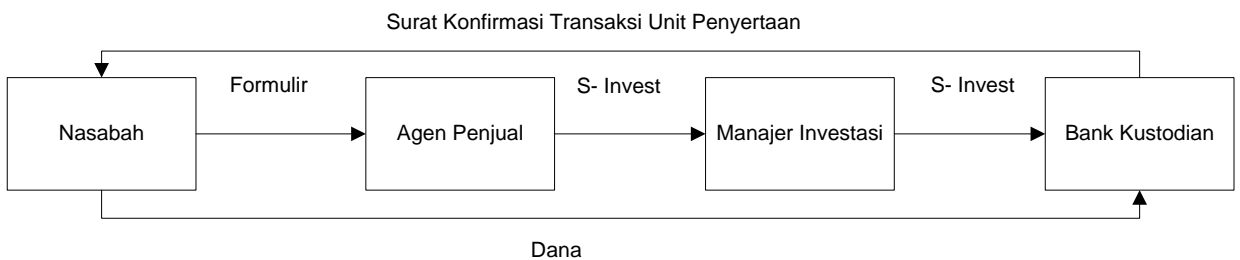 Surat Konfirmasi Transaksi Unit Penyertaan
Formulir
S- Invest
S- Invest
Nasabah
Agen Penjual
Manajer Investasi
Bank Kustodian
Dana